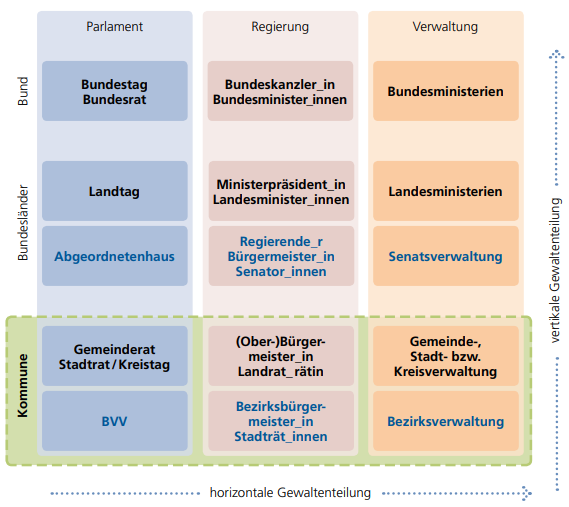 Parlament
Regierung
Verwaltung
Bund
Bundestag
Bundesrat
Bundeskanzler_in
Bundesminister_innen
Bundesministerien
Bundesländer
Landtag
Ministerpräsident_in
Landesminister_innen
Landesministerien
Abgeordnetenhaus
Regierende_r
Bürgermeister_in
Senator_innen
Senatsverwaltung
Kommune
Gemeinderat
Stadtrat / Kreistag
(Ober-)Bürger-
meister_in
Landrat_rätin
Gemeinde-,
Stadt- bzw.
Kreisverwaltung
BVV
Bezirksbürger-
meister_in
Stadträt_innen
Bezirksverwaltung
vertikale Gewaltenteilung
horizontale Gewaltenteilung